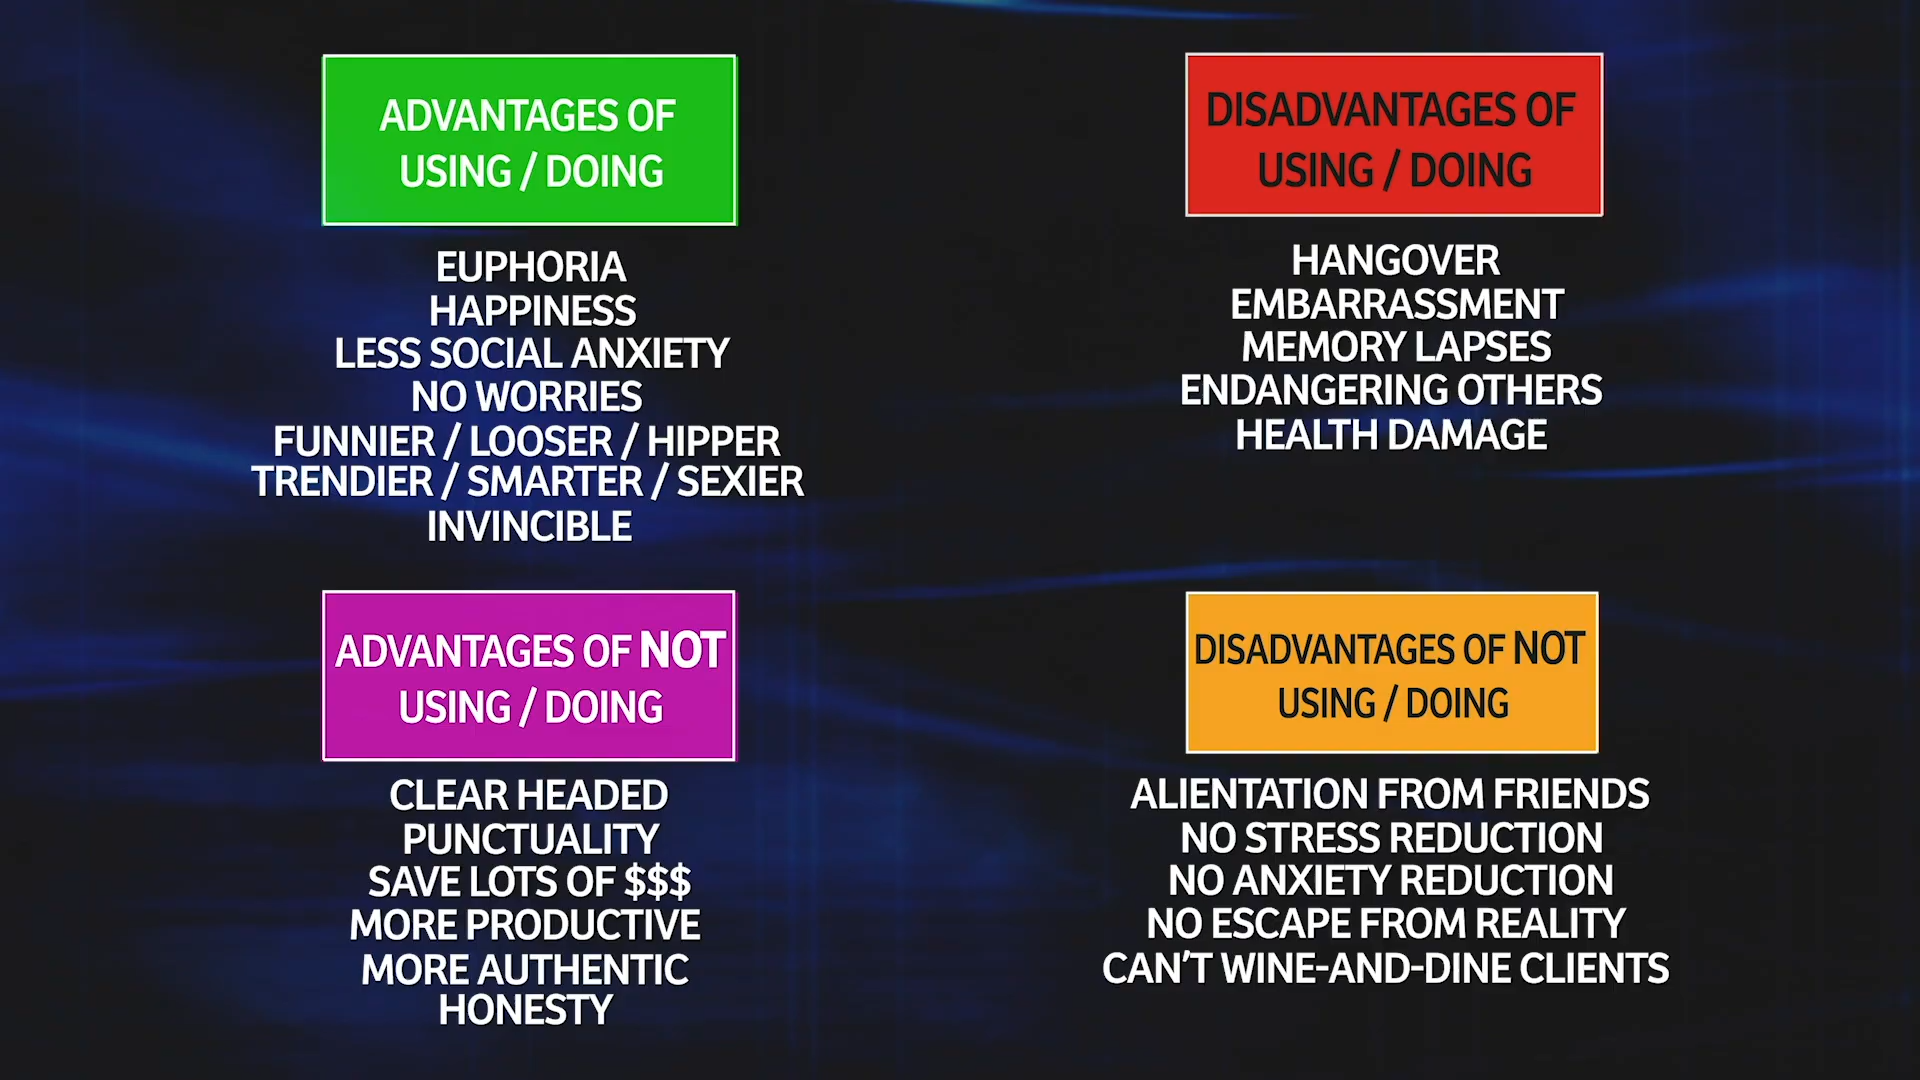 ADVANTAGES OF
USING / DOING
EUPHORIA
HAPPINESS
LESS SOCIAL ANXIETY
NO WORRIES
FUNNIER / LOOSER / HIPPER
TRENDIER / SMARTER / SEXIER
INVINCIBLE
DISADVANTAGES OF
USING / DOING
HANGOVER
EMBARRASSMENT
MEMORY LAPSES
ENDANGERING OTHERS
HEALTH DAMAGE
ADVANTAGES OF NOT
USING / DOING
CLEAR HEADED
PUNCTUALITY
SAVE LOTS OF $$$
MORE PRODUCTIVE
MORE AUTHENTIC
HONESTY
DISADVANTAGES OF NOT
USING / DOING
ALIENTATION FROM FRIENDS
NO STRESS REDUCTION
NO ANXIETY REDUCTION
NO ESCAPE FROM REALITY
CAN'T WINE-AND-DINE CLIENTS